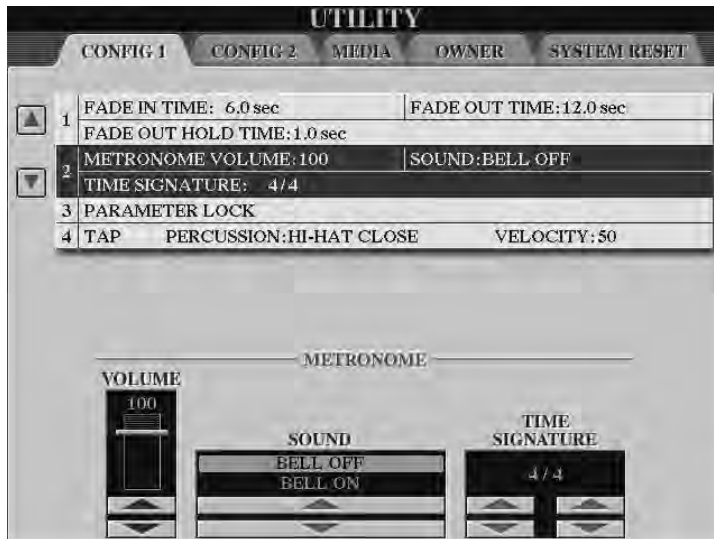 UTILITY
CONFIG 1 CONFIG 2 MEDIA OWNER SYSTEM RESET
1 FADE IN TIME: 6.0 sec FADE OUT TIME:12.0 sec
FADE OUT HOLD TIME:1.0 sec
2 METRONOME VOLUME:100 SOUND:BELL OFF
TIME SIGNATURE: 4/4
3 PARAMETER LOCK
4 TAP PERCUSSION:HI-HAT CLOSE VELOCITY:50
METRONOME
VOLUME
100
SOUND
BELL OFF
BELL ON
TIME
SIGNATURE
4/4